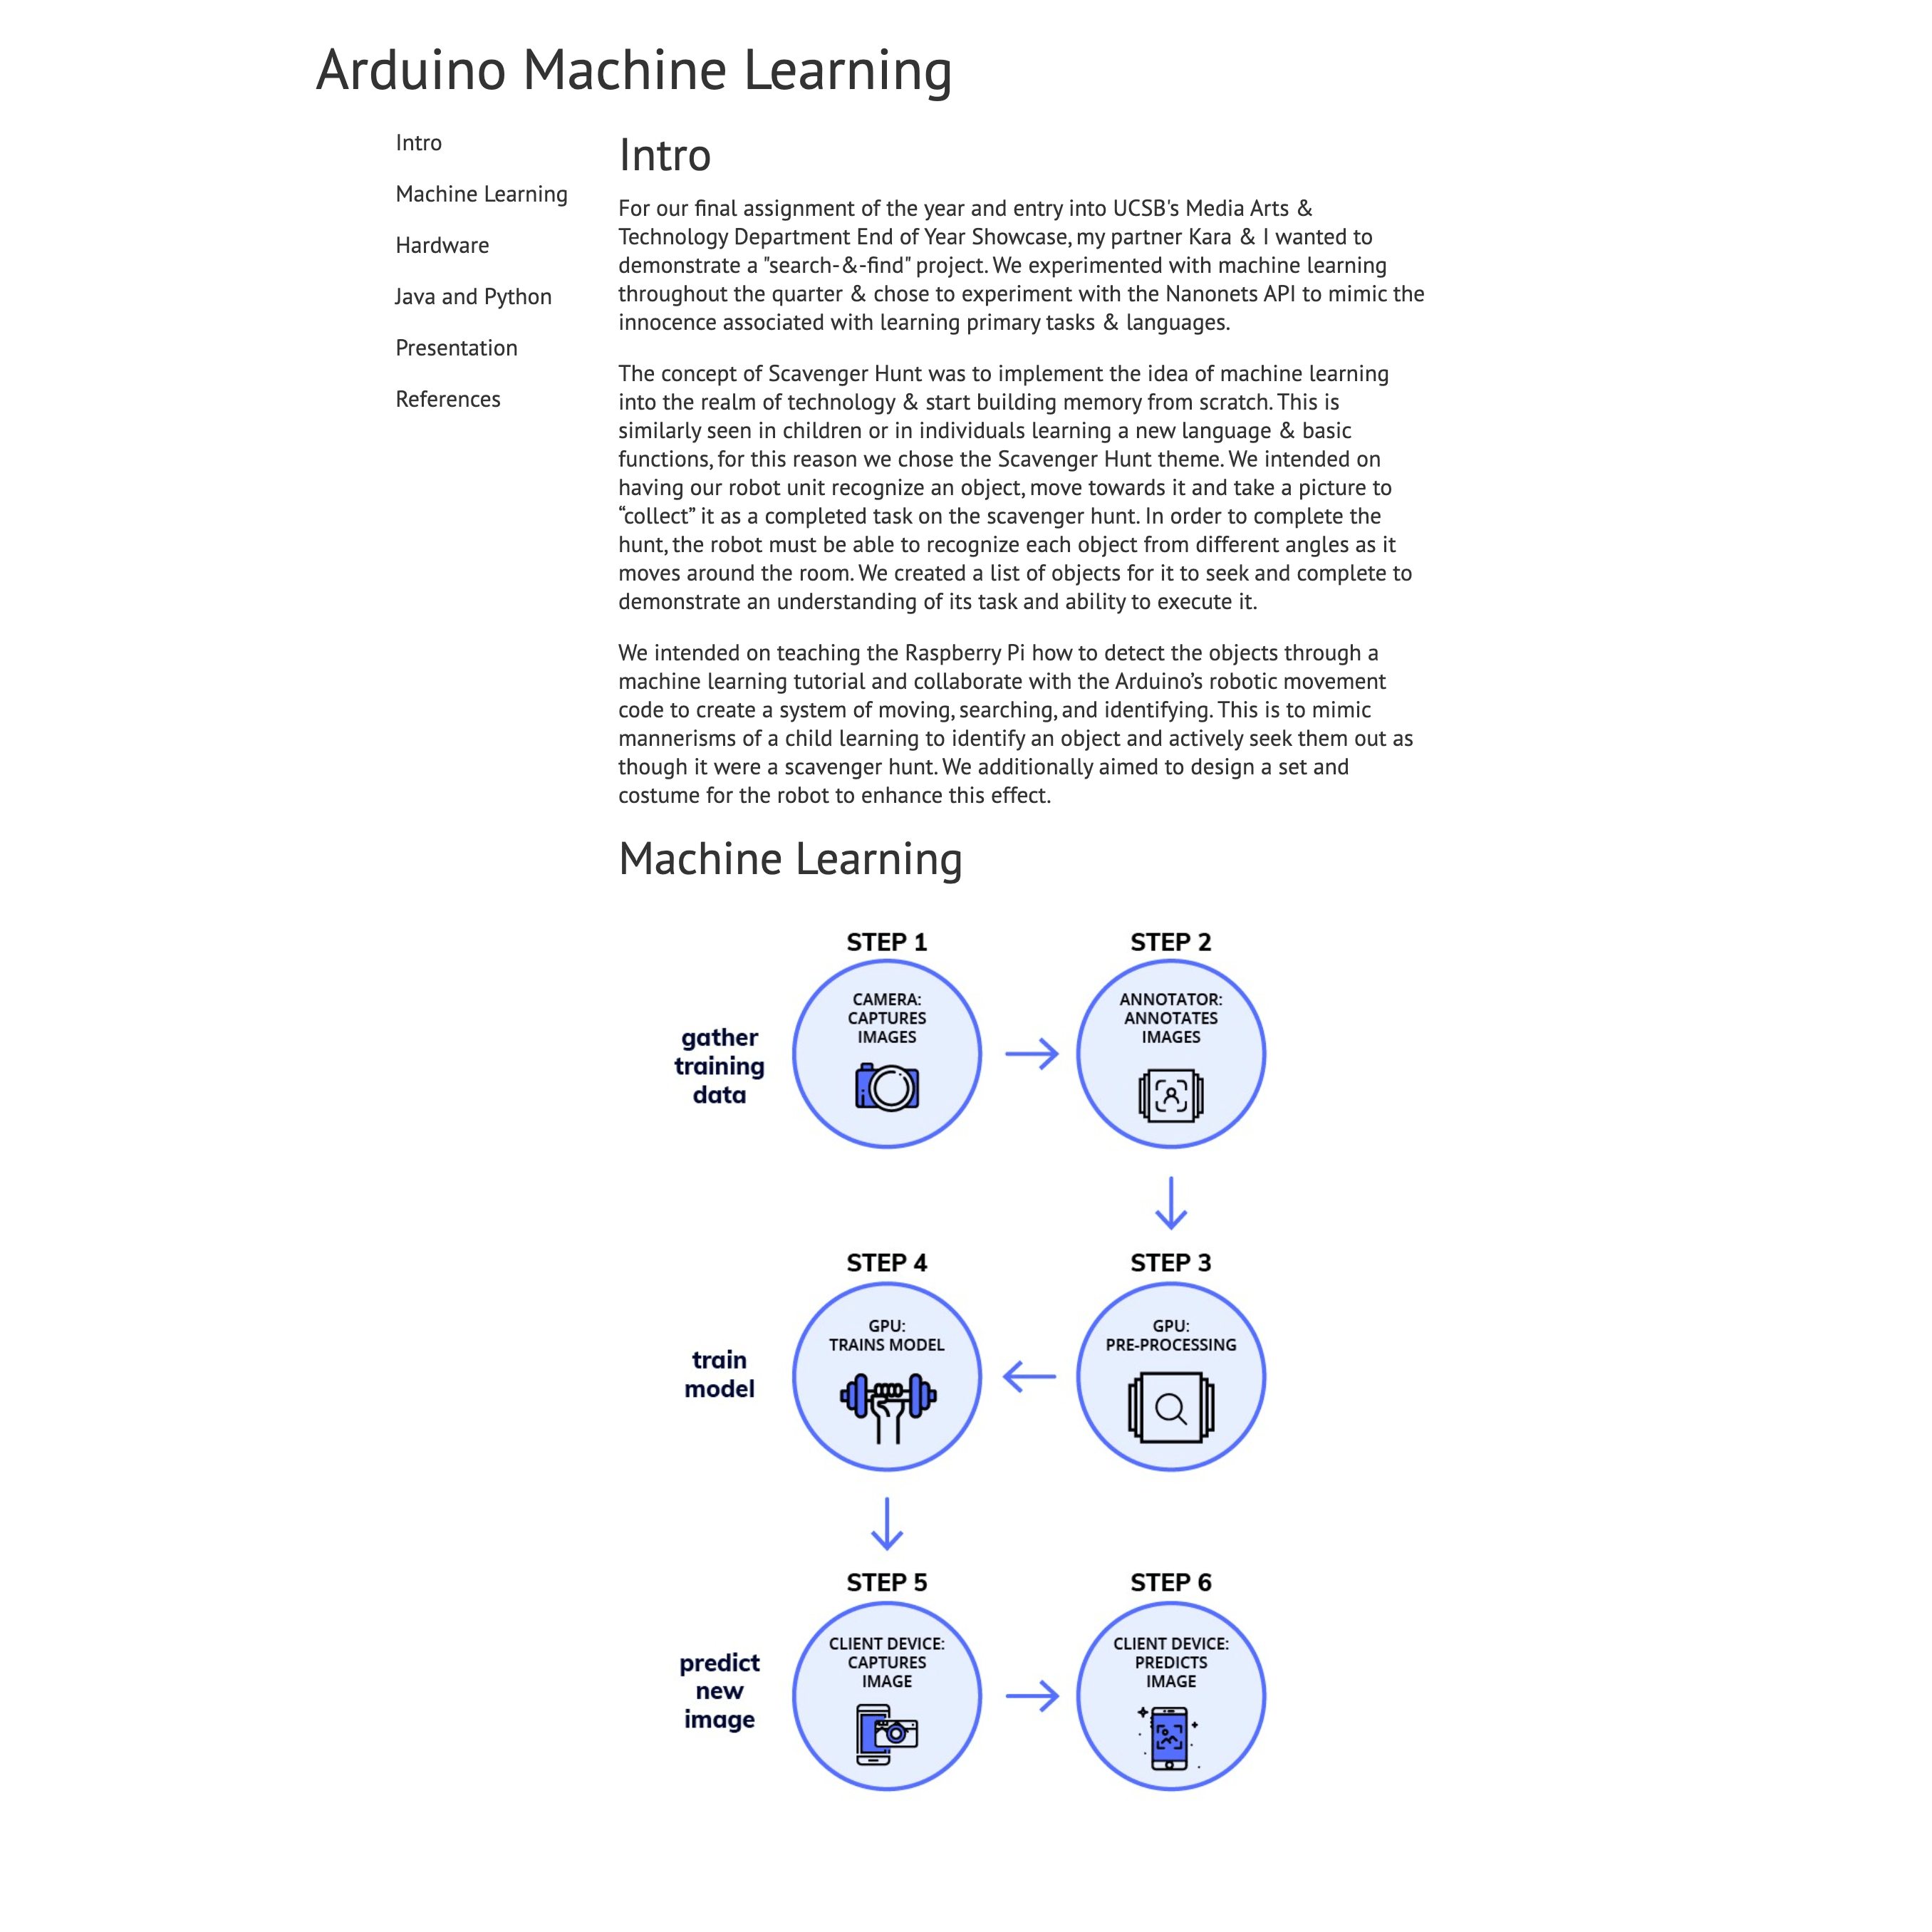 Arduino Machine Learning
Intro
Machine Learning
Hardware
Java and Python
Presentation
References
Intro
For our final assignment of the year and entry into UCSB's Media Arts &
Technology Department End of Year Showcase, my partner Kara & I wanted to
demonstrate a "search-&-find" project. We experimented with machine learning
throughout the quarter & chose to experiment with the Nanonets API to mimic the
innocence associated with learning primary tasks & languages.
The concept of Scavenger Hunt was to implement the idea of machine learning
into the realm of technology & start building memory from scratch. This is
similarly seen in children or in individuals learning a new language & basic
functions, for this reason we chose the Scavenger Hunt theme. We intended on
having our robot unit recognize an object, move towards it and take a picture to
“collect” it as a completed task on the scavenger hunt. In order to complete the
hunt, the robot must be able to recognize each object from different angles as it
moves around the room. We created a list of objects for it to seek and complete to
demonstrate an understanding of its task and ability to execute it.
We intended on teaching the Raspberry Pi how to detect the objects through a
machine learning tutorial and collaborate with the Arduino’s robotic movement
code to create a system of moving, searching, and identifying. This is to mimic
mannerisms of a child learning to identify an object and actively seek them out as
though it were a scavenger hunt. We additionally aimed to design a set and
costume for the robot to enhance this effect.
Machine Learning
gather
training
data
STEP 1
CAMERA:
CAPTURES
IMAGES
STEP 2
ANNOTATOR:
ANNOTATES
IMAGES
train
model
STEP 4
GPU:
TRAINS MODEL
STEP 3
GPU:
PRE-PROCESSING
predict
new
image
STEP 5
CLIENT DEVICE:
CAPTURES
IMAGE
STEP 6
CLIENT DEVICE:
PREDICTS
IMAGE